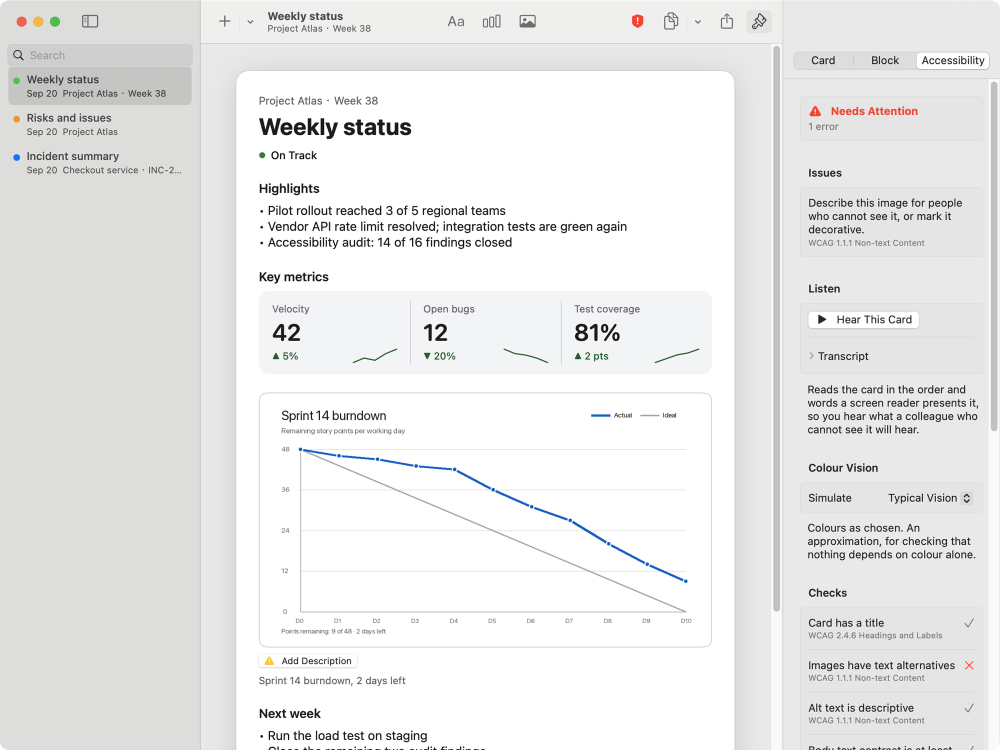 Search
Weekly status
Sep 20 Project Atlas · Week 38
Risks and issues
Sep 20 Project Atlas
Incident summary
Sep 20 Checkout service · INC-2...
Weekly status
Project Atlas · Week 38
Aa
Project Atlas · Week 38
Weekly status
On Track
Highlights
• Pilot rollout reached 3 of 5 regional teams
• Vendor API rate limit resolved; integration tests are green again
• Accessibility audit: 14 of 16 findings closed
Key metrics
Velocity
42
▲ 5%
Open bugs
12
▼ 20%
Test coverage
81%
▲ 2 pts
Sprint 14 burndown
Remaining story points per working day
Actual
Ideal
48
36
24
12
0
D0 D1 D2 D3 D4 D5 D6 D7 D8 D9 D10
Points remaining: 9 of 48 · 2 days left
Add Description
Sprint 14 burndown, 2 days left
Next week
• Run the load test on staging
• Close the remaining two audit findings
Card
Block
Accessibility
Needs Attention
1 error
Issues
Describe this image for people
who cannot see it, or mark it
decorative.
WCAG 1.1.1 Non-text Content
Listen
Hear This Card
Transcript
Reads the card in the order and
words a screen reader presents it,
so you hear what a colleague who
cannot see it will hear.
Colour Vision
Simulate
Typical Vision
Colours as chosen. An
approximation, for checking that
nothing depends on colour alone.
Checks
Card has a title
WCAG 2.4.6 Headings and Labels
Images have text alternatives
WCAG 1.1.1 Non-text Content
Alt text is descriptive
WCAG 1.1.1 Non-text Content
Body text contrast is at least